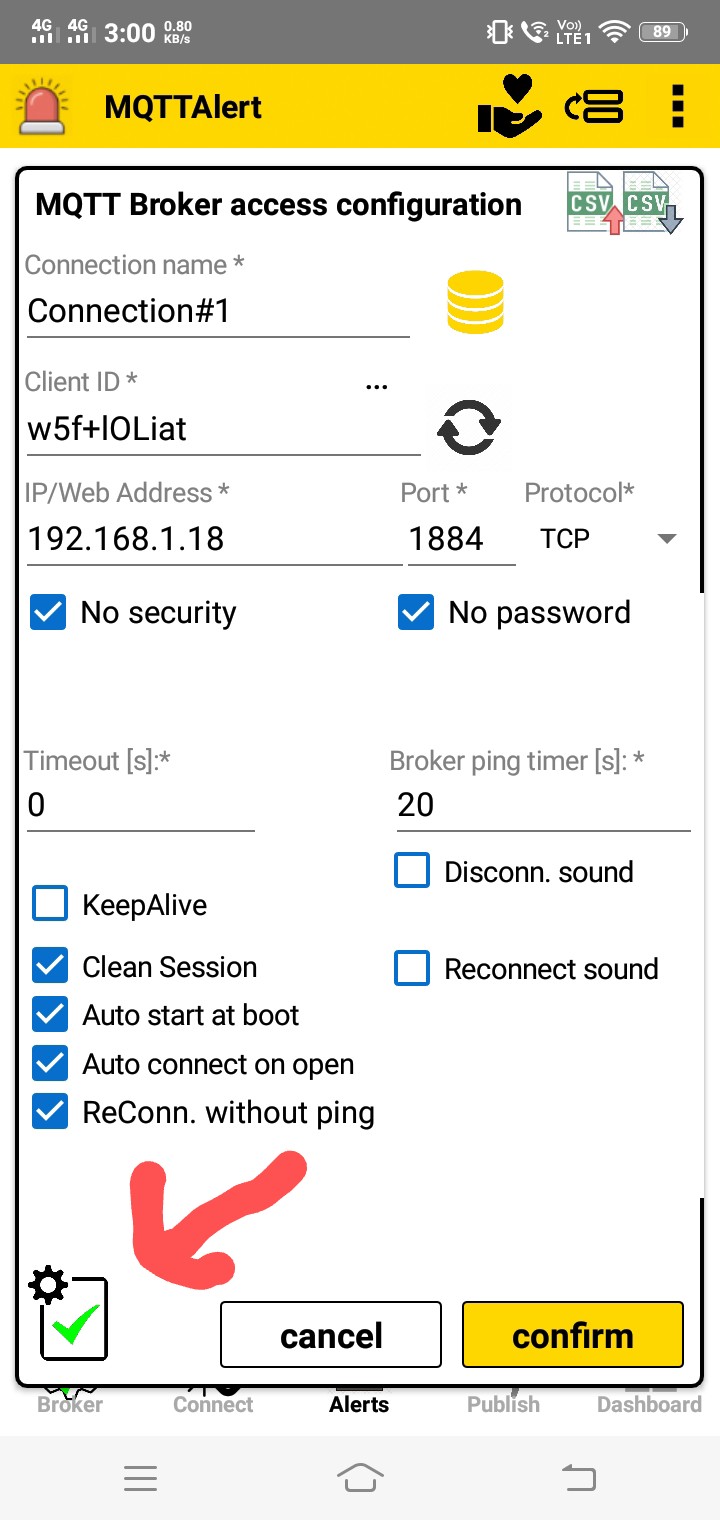 4G 4G 3:00 0.80 KB/s Vo) LTE1 2 89
MQTTAlert
MQTT Broker access configuration CSV CSV
Connection name *
Connection#1
Client ID * ...
w5f+lOLiat
IP/Web Address * Port * Protocol*
192.168.1.18 1884 TCP
No security No password
Timeout [s]:* Broker ping timer [s]: *
0 20
Disconn. sound
KeepAlive
Clean Session Reconnect sound
Auto start at boot
Auto connect on open
ReConn. without ping
cancel confirm
Broker Connect Alerts Publish Dashboard